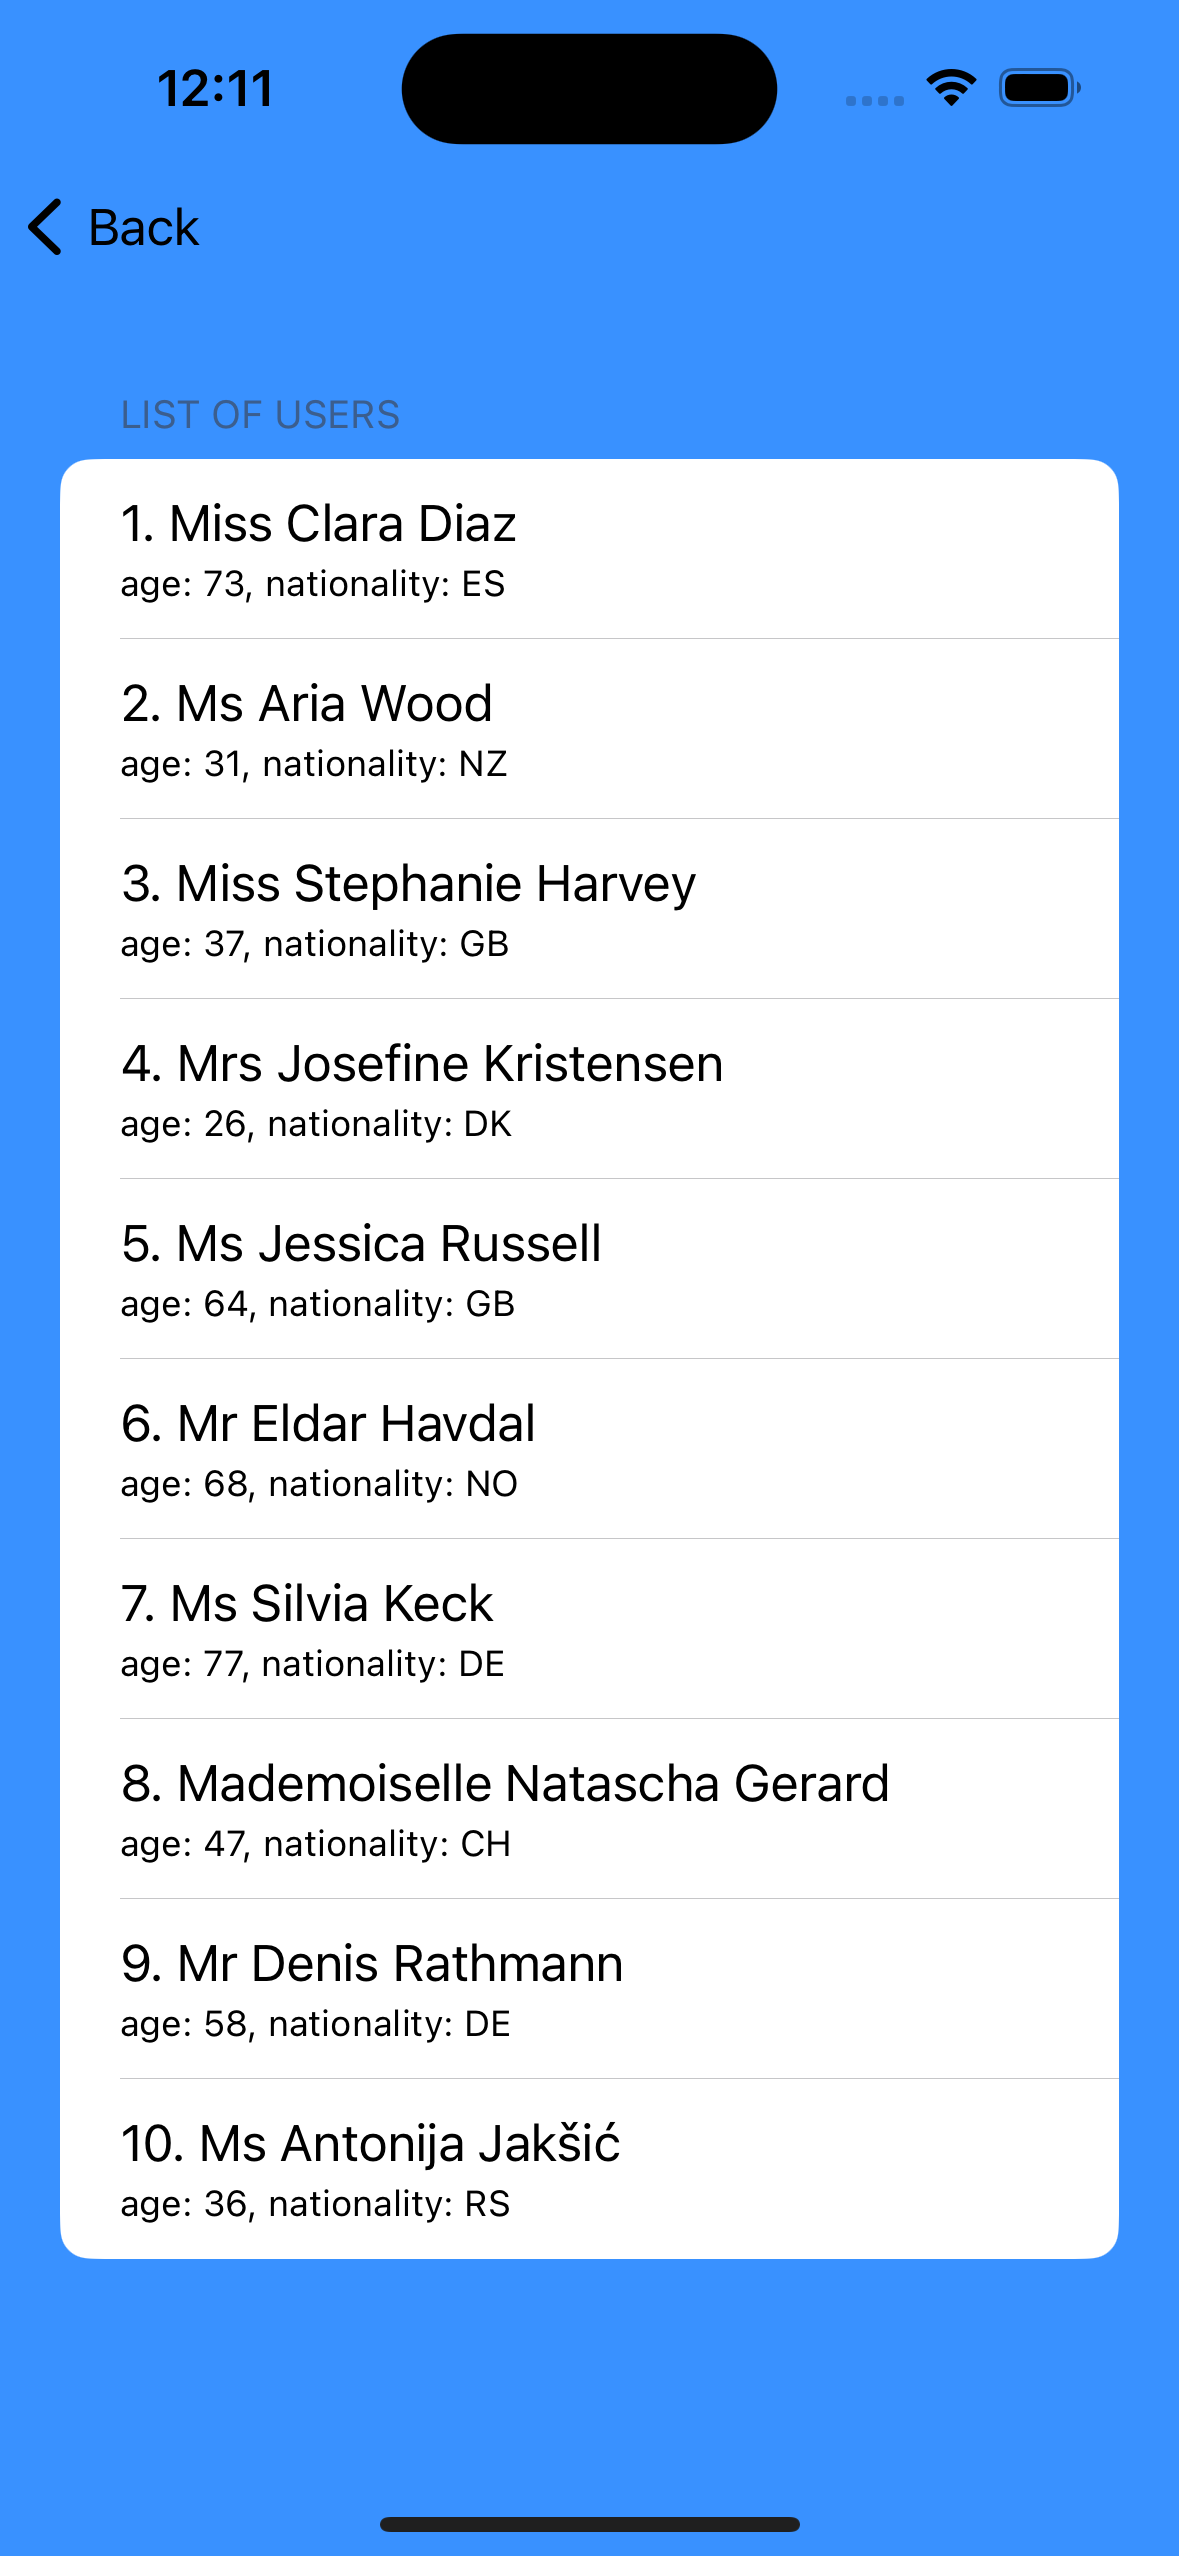 12:11
Back
LIST OF USERS
1. Miss Clara Diaz
age: 73, nationality: ES
2. Ms Aria Wood
age: 31, nationality: NZ
3. Miss Stephanie Harvey
age: 37, nationality: GB
4. Mrs Josefine Kristensen
age: 26, nationality: DK
5. Ms Jessica Russell
age: 64, nationality: GB
6. Mr Eldar Havdal
age: 68, nationality: NO
7. Ms Silvia Keck
age: 77, nationality: DE
8. Mademoiselle Natascha Gerard
age: 47, nationality: CH
9. Mr Denis Rathmann
age: 58, nationality: DE
10. Ms Antonija Jakšić
age: 36, nationality: RS